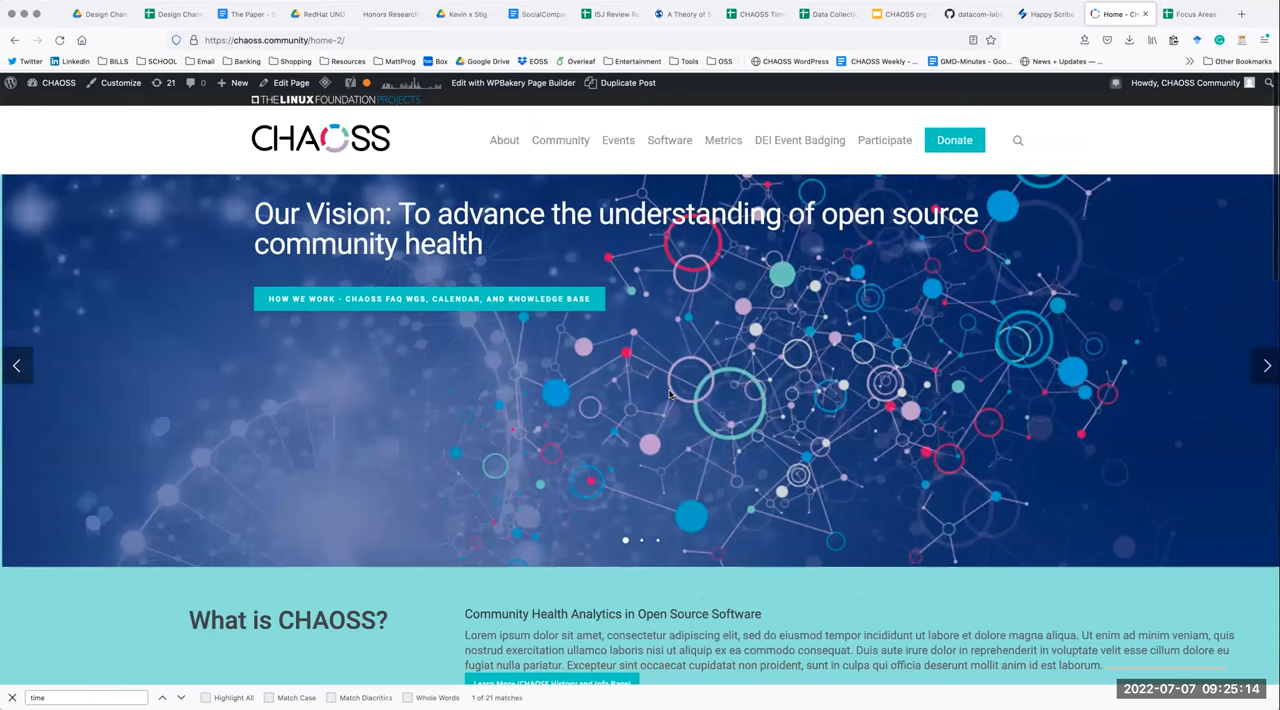 Design Chan
Design Chan
The Paper - D
RedHat UNO
Honors Research
Kevin x Stig
SocialCompa
ISJ Review R
A Theory of S
CHAOSS Tim
Data Collectio
CHAOSS org
datacom-lab
Happy Scribe
Home - CH
Focus Areas
https://chaoss.community/home-2/
Twitter
LinkedIn
BILLS
SCHOOL
Email
Banking
Shopping
Resources
MattProg
Box
Google Drive
Overleaf
Entertainment
Tools
OSS
CHAOSS WordPress
CHAOSS Weekly - ...
GMD-Minutes - Goo...
News + Updates — ...
Other Bookmarks
CHAOSS
Customize
21
0
New
Edit Page
Edit with WPBakery Page Builder
Duplicate Post
Howdy, CHAOSS Community
THE LINUX FOUNDATION PROJECTS
CHAOSS
About
Community
Events
Software
Metrics
DEI Event Badging
Participate
Donate
Our Vision: To advance the understanding of open source
community health
HOW WE WORK - CHAOSS FAQ WGS, CALENDAR, AND KNOWLEDGE BASE
What is CHAOSS?
Community Health Analytics in Open Source Software
Lorem ipsum dolor sit amet, consectetur adipiscing elit, sed do eiusmod tempor incididunt ut labore et dolore magna aliqua. Ut enim ad minim veniam, quis
nostrud exercitation ullamco laboris nisi ut aliquip ex ea commodo consequat. Duis aute irure dolor in reprehenderit in voluptate velit esse cillum dolore eu
fugiat nulla pariatur. Excepteur sint occaecat cupidatat non proident, sunt in culpa qui officia deserunt mollit anim id est laborum.
Learn More (CHAOSS History and Info Page)
time
Highlight All
Match Case
Match Diacritics
Whole Words
1 of 21 matches
2022-07-07 09:25:14